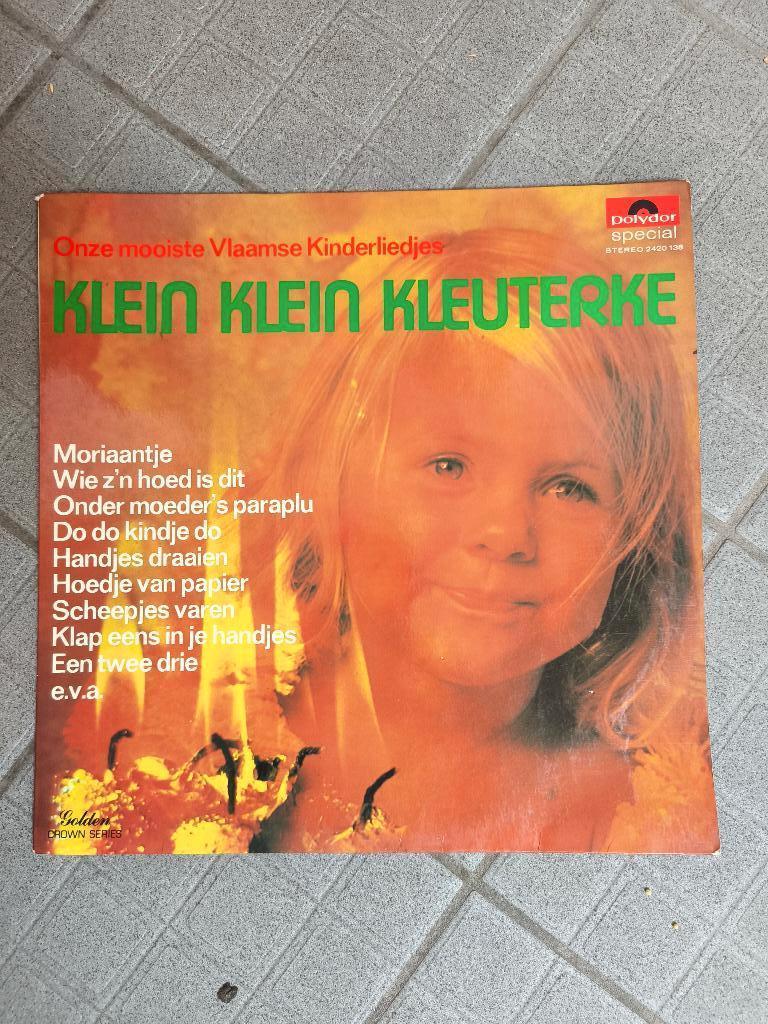 polydor
special
STEREO 2420 138
Onze mooiste Vlaamse Kinderliedjes
KLEIN KLEIN KLEUTERKE
Moriaantje
Wie z'n hoed is dit
Onder moeder's paraplu
Do do kindje do
Handjes draaien
Hoedje van papier
Scheepjes varen
Klap eens in je handjes
Een twee drie
e.v.a.
Golden
CROWN SERIES